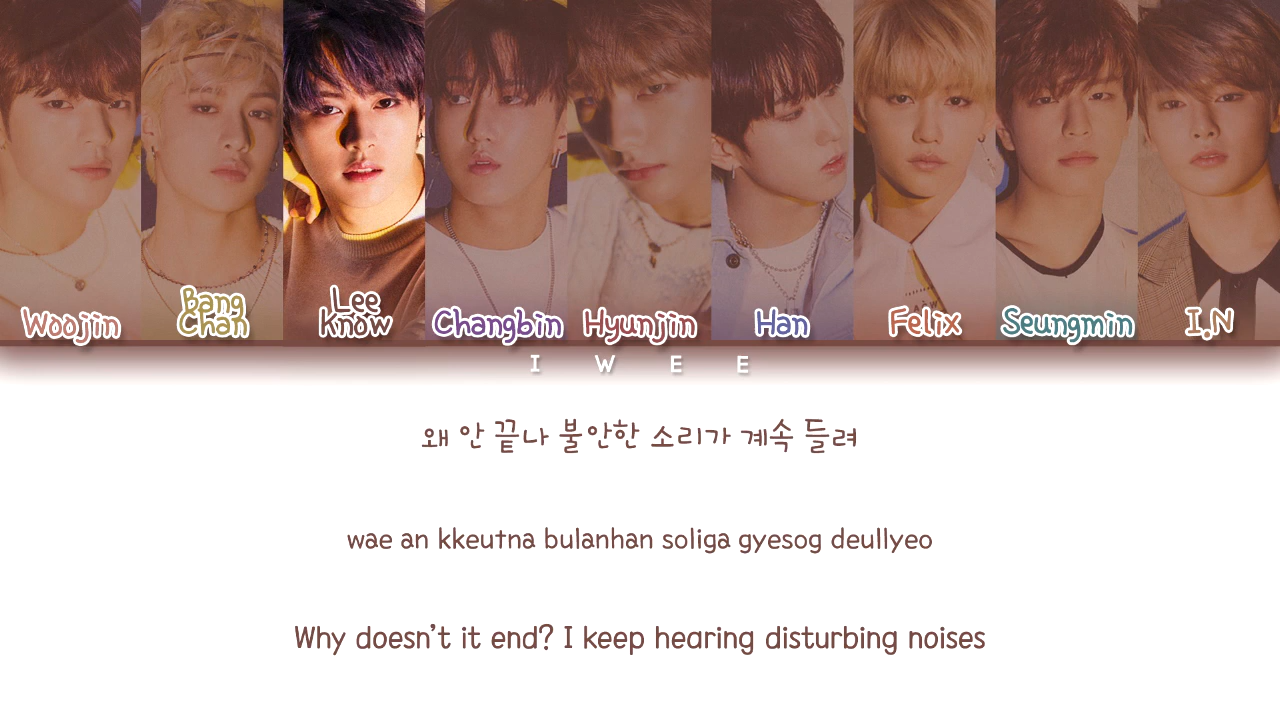 Woojin
Bang Chan
Lee Know
Changbin
Hyunjin
Han
Felix
Seungmin
I.N
I W E E
왜 안 끝나 불안한 소리가 계속 들려
wae an kkeutna bulanhan soliga gyesog deullyeo
Why doesn't it end? I keep hearing disturbing noises